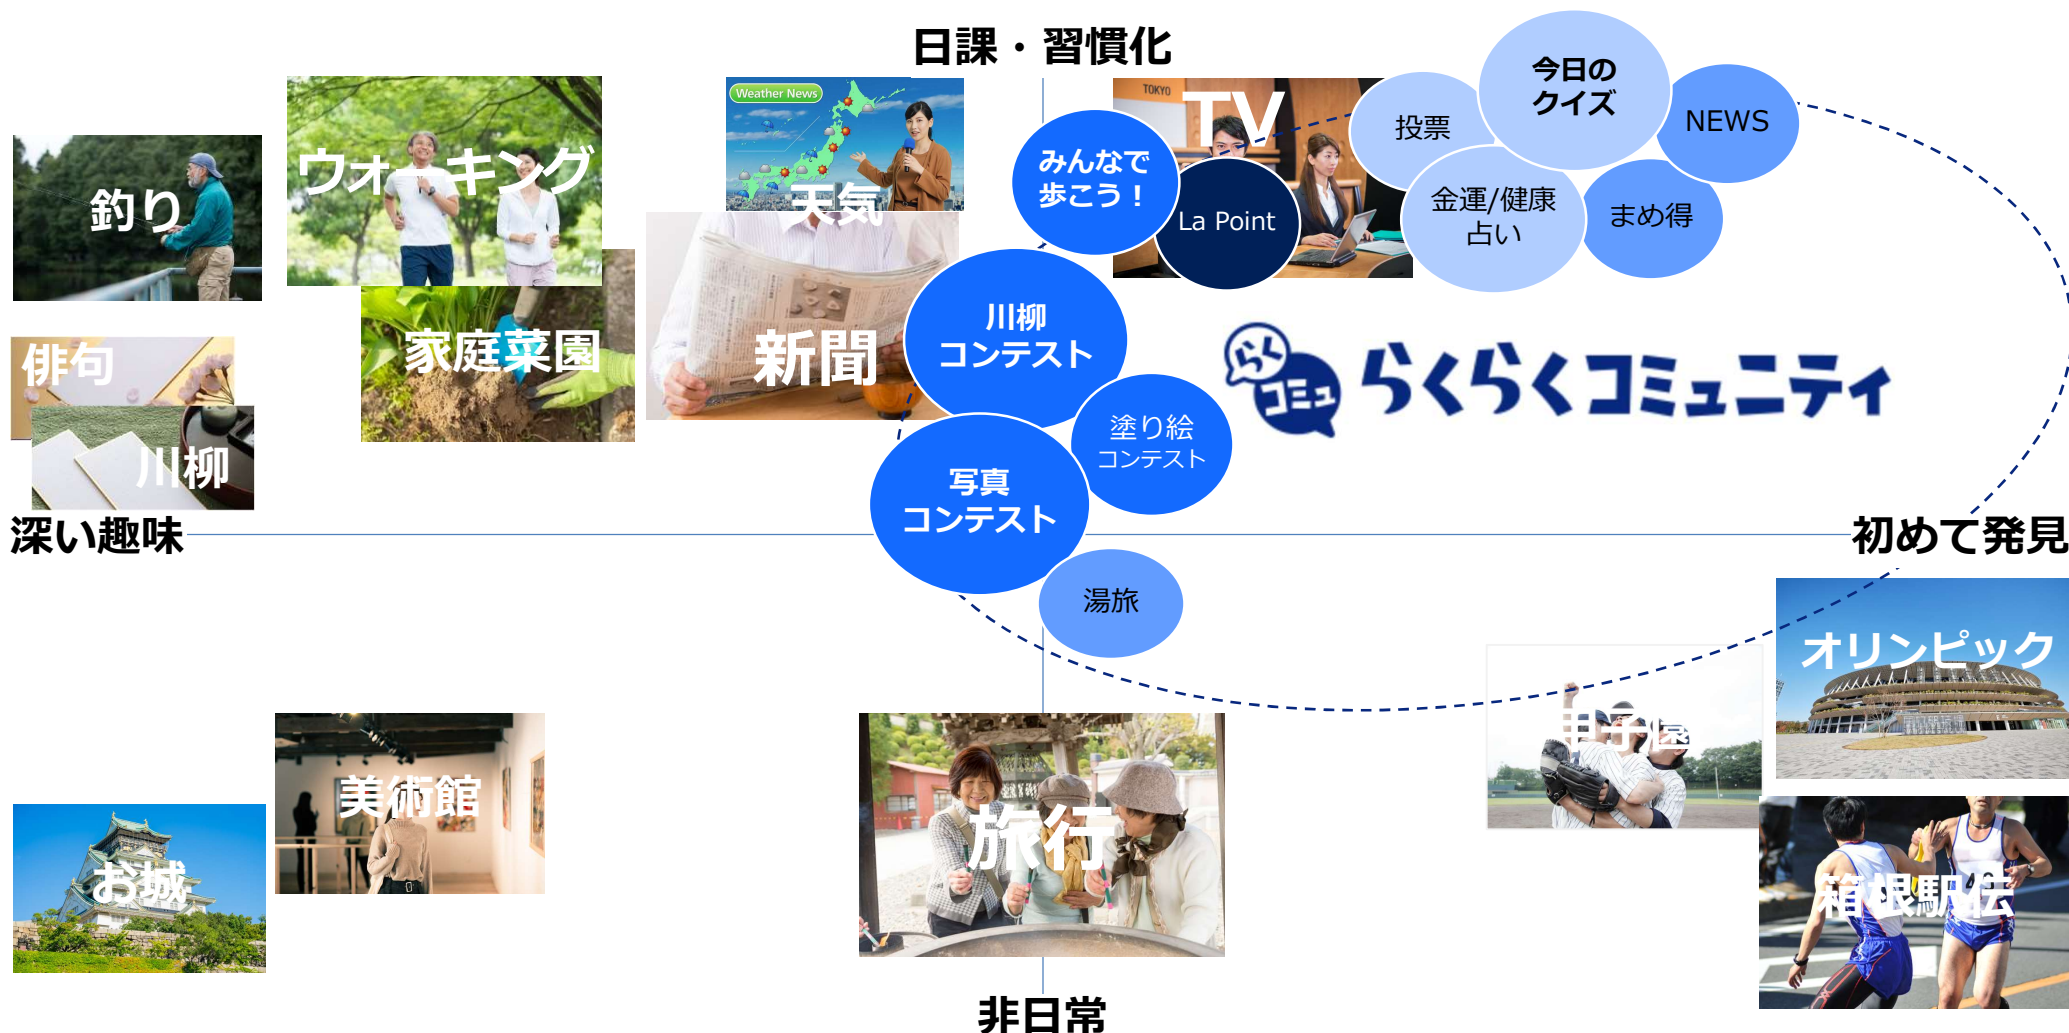 日課・習慣化
今日の
クイズ
Weather News
TOKYO
TV
投票
NEWS
みんなで
歩こう！
釣り
ウォーキング
天気
La Point
金運/健康
占い
まめ得
俳句
家庭菜園
新聞
川柳
コンテスト
らく
コミュ
らくらくコミュニティ
塗り絵
コンテスト
川柳
写真
コンテスト
深い趣味
初めて発見
湯旅
オリンピック
甲子園
美術館
旅行
お城
箱根駅伝
非日常